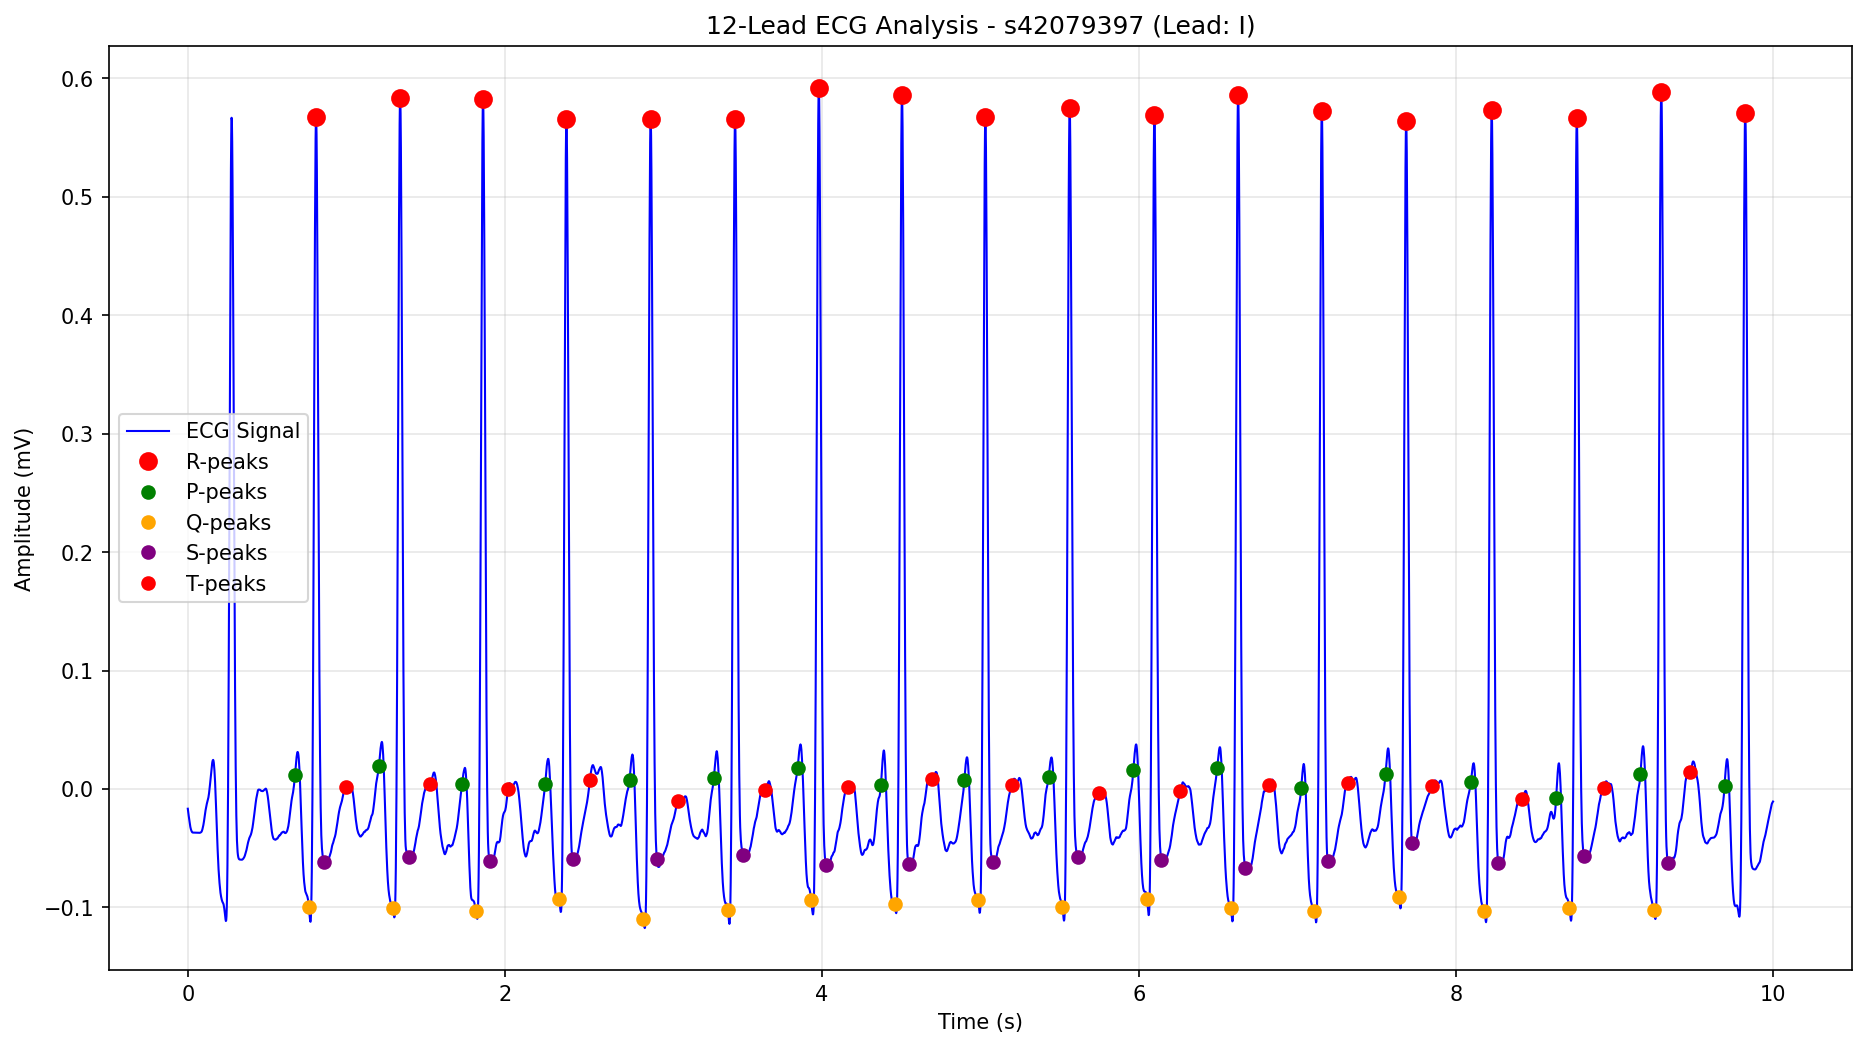 12-Lead ECG Analysis - s42079397 (Lead: I)
0.6
0.5
0.4
0.3
0.2
0.1
0.0
−0.1
Amplitude (mV)
ECG Signal
R-peaks
P-peaks
Q-peaks
S-peaks
T-peaks
0 2 4 6 8 10
Time (s)